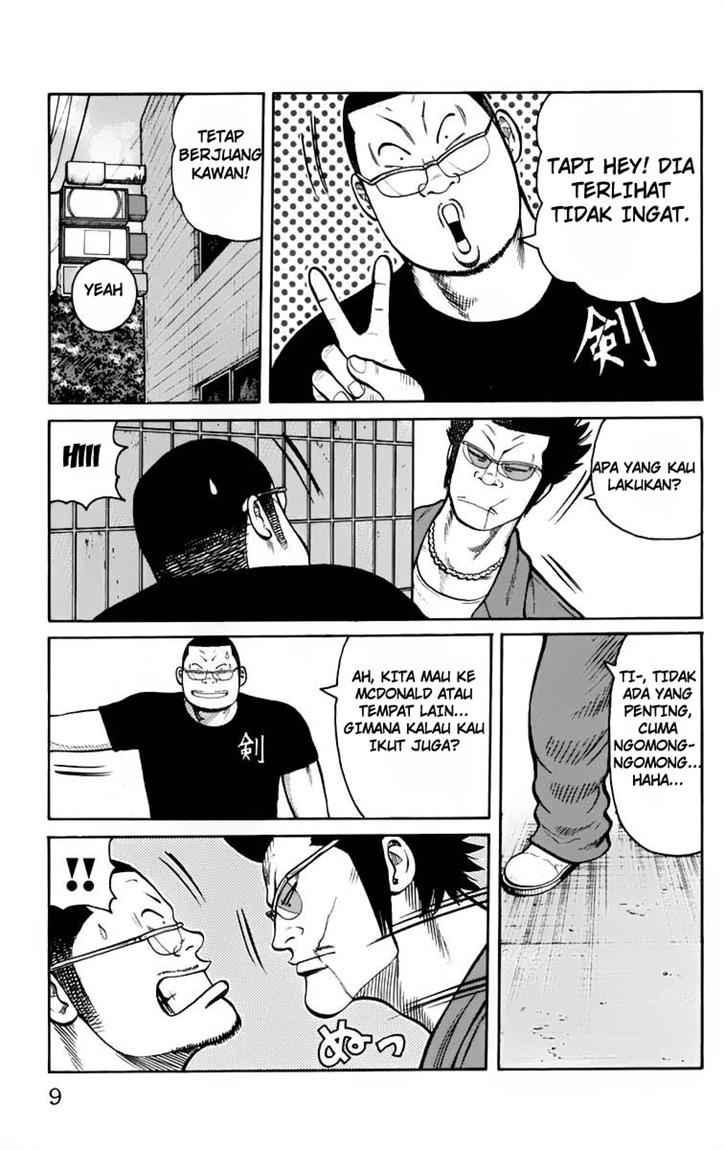 TAPI HEY! DIA
TERLIHAT
TIDAK INGAT.
剣
TETAP
BERJUANG
KAWAN!
YEAH
APA YANG KAU
LAKUKAN?
HIII
TI-, TIDAK
ADA YANG
PENTING,
CUMA
NGOMONG-
NGOMONG...
HAHA...
AH, KITA MAU KE
MCDONALD ATAU
TEMPAT LAIN...
GIMANA KALAU KAU
IKUT JUGA?
剣
!!
ぬっ
9